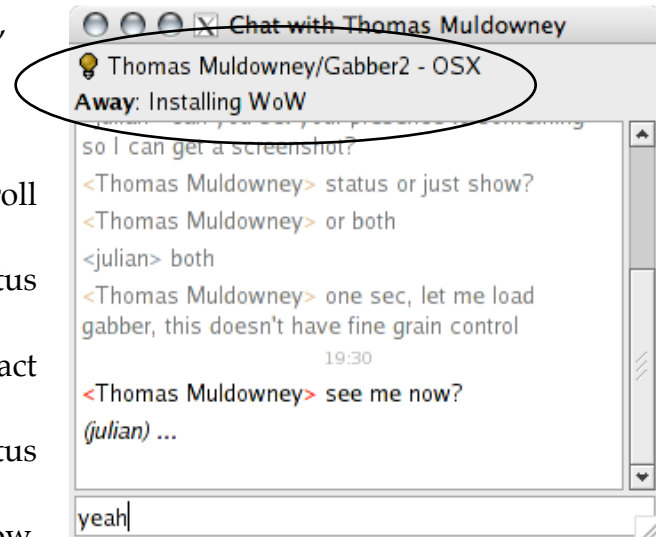 Chat with Thomas Muldowney
Thomas Muldowney/Gabber2 - OSX
Away: Installing WoW
so I can get a screenshot?
<Thomas Muldowney> status or just show?
<Thomas Muldowney> or both
<julian> both
<Thomas Muldowney> one sec, let me load
gabber, this doesn't have fine grain control
19:30
<Thomas Muldowney> see me now?
(julian) ...
yeah